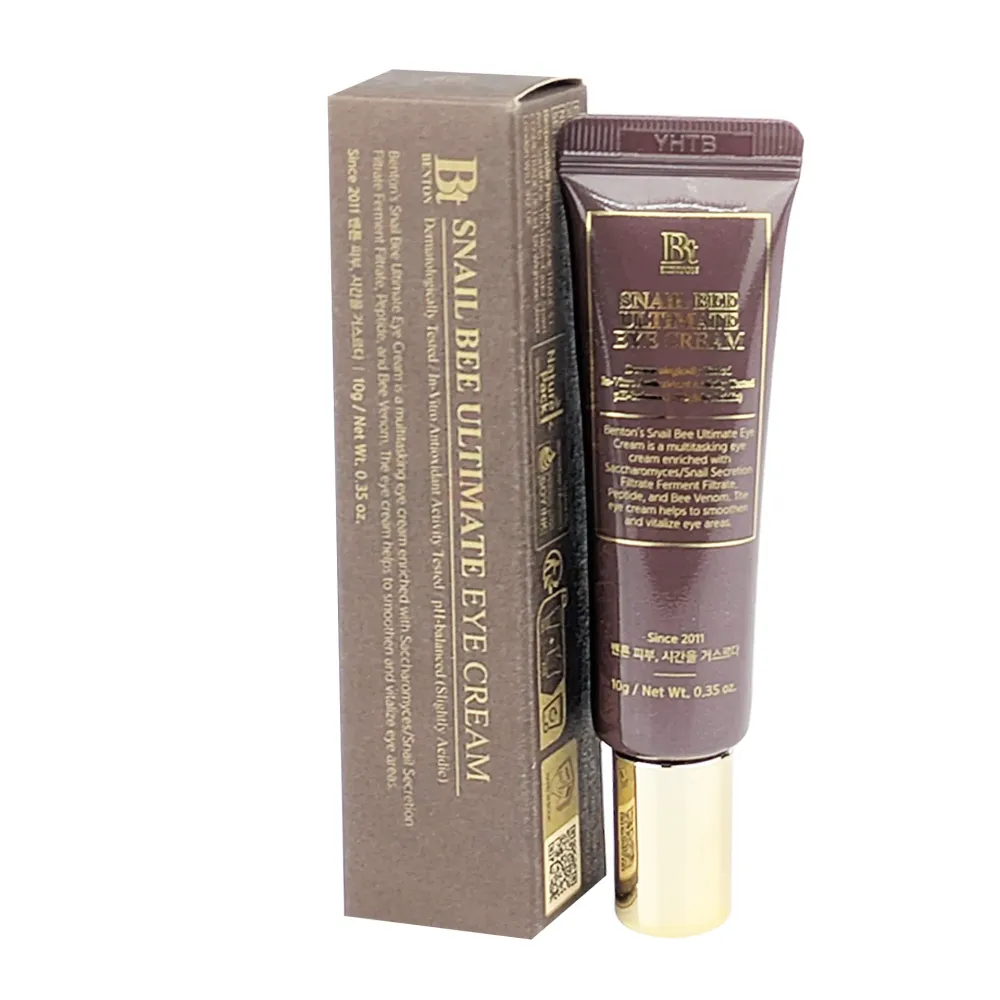 Bt
BENTON
SNAIL BEE ULTIMATE EYE CREAM
Dermatologically Tested / In-Vitro Antioxidant Activity Tested / pH-balanced (Slightly Acidic)
Benton's Snail Bee Ultimate Eye Cream is a multitasking eye cream enriched with Saccharomyces/Snail Secretion
Filtrate Ferment Filtrate, Peptide, and Bee Venom. The eye cream helps to smoothen and vitalize eye areas.
Since 2011 벤튼 피부, 시간을 거스르다 | 10g / Net Wt. 0.35 oz.
Nature
Pack
SOY INK
YHTB
Bt
SNAIL BEE
ULTIMATE
EYE CREAM
Benton's Snail Bee Ultimate Eye
Cream is a multitasking eye
cream enriched with
Saccharomyces/Snail Secretion
Filtrate Ferment Filtrate,
Peptide, and Bee Venom. The
eye cream helps to smoothen
and vitalize eye areas.
Since 2011
벤튼 피부, 시간을 거스르다
10g / Net Wt. 0.35 oz.